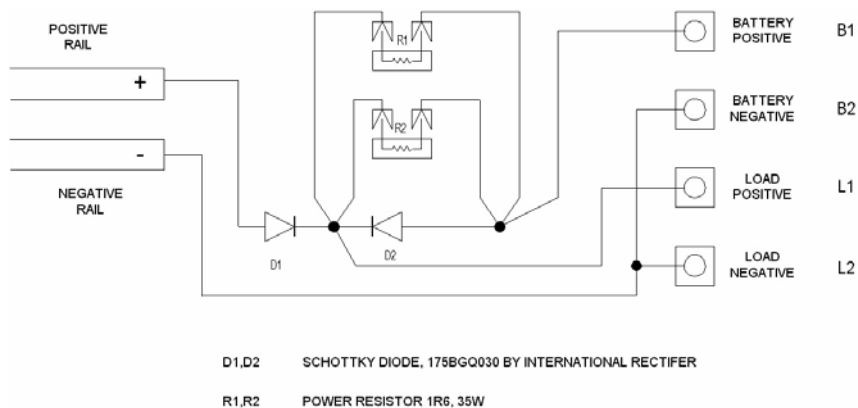 POSITIVE
RAIL
+
-
NEGATIVE
RAIL
R1
R2
D1
D2
BATTERY
POSITIVE
B1
BATTERY
NEGATIVE
B2
LOAD
POSITIVE
L1
LOAD
NEGATIVE
L2
D1,D2 SCHOTTKY DIODE, 175BGQ030 BY INTERNATIONAL RECTIFER
R1,R2 POWER RESISTOR 1R6, 35W